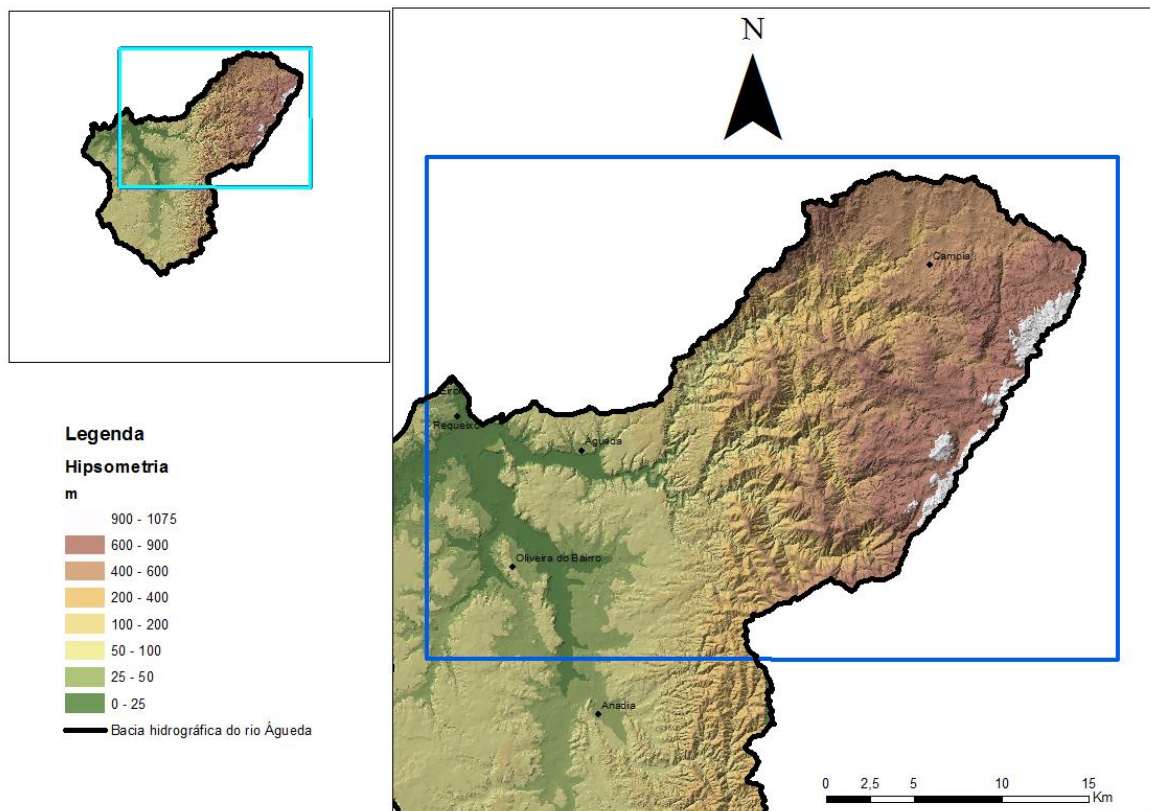 N
Campia
Requeixo
Águeda
Oliveira do Bairro
Anadia
Legenda
Hipsometria
m
900 - 1075
600 - 900
400 - 600
200 - 400
100 - 200
50 - 100
25 - 50
0 - 25
Bacia hidrográfica do rio Águeda
0 2,5 5 10 15
Km